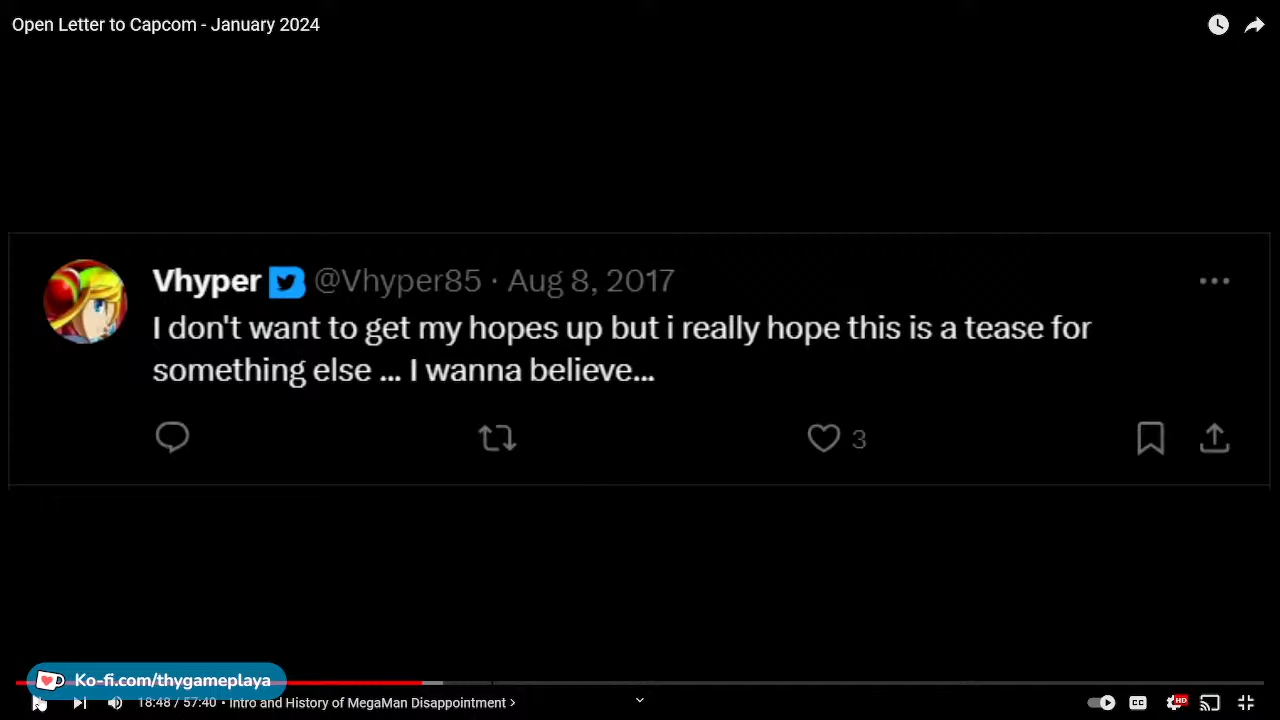 Open Letter to Capcom - January 2024
Vhyper @Vhyper85 · Aug 8, 2017
I don't want to get my hopes up but i really hope this is a tease for
something else ... I wanna believe...
3
Ko-fi.com/thygameplaya
18:48 / 57:40 • Intro and History of MegaMan Disappointment >
CC
HD